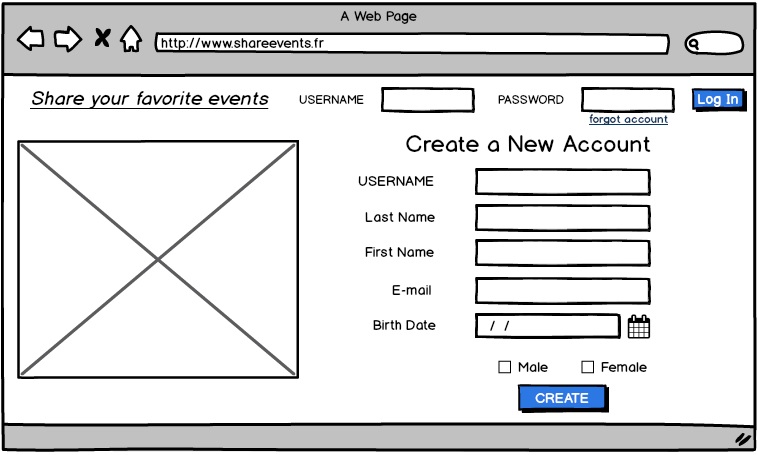 A Web Page
http://www.shareevents.fr
Share your favorite events USERNAME PASSWORD Log In
forgot account
Create a New Account
USERNAME
Last Name
First Name
E-mail
Birth Date / /
Male Female
CREATE